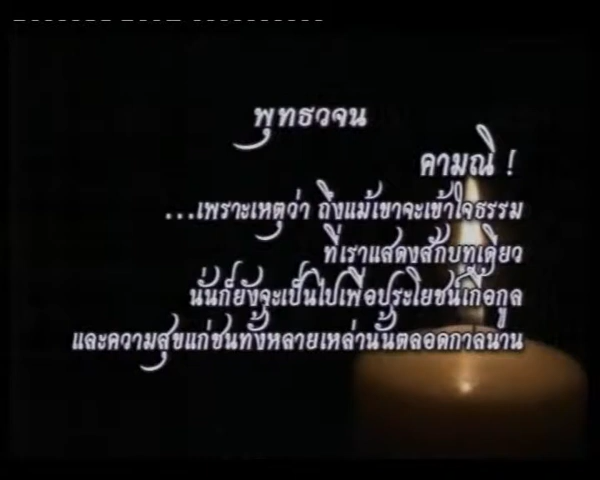 พุทธวจน
คามณิ !
...เพราะเหตุว่า ถึงแม้เขาจะเข้าใจธรรม
ที่เราแสดงสักบทเดียว
นั่นก็ยังจะเป็นไปเพื่อประโยชน์เกื้อกูล
และความสุขแก่ชนทั้งหลายเหล่านั้นตลอดกาลนาน